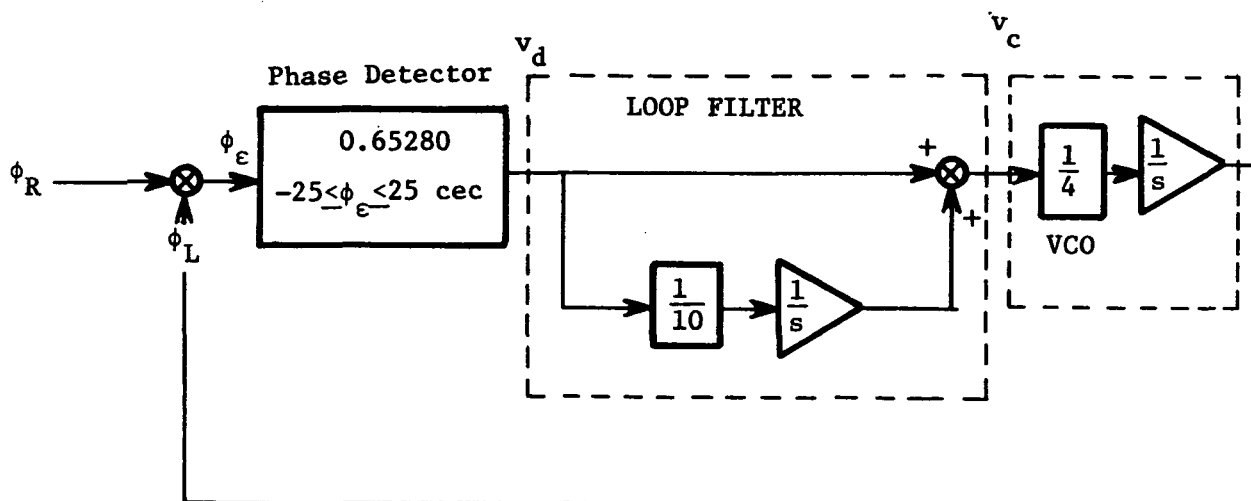 v_d
v_c
Phase Detector
LOOP FILTER
0.65280
-25≤ϕ_ε≤25 cec
ϕ_R
ϕ_ε
ϕ_L
+
+
1/4
1/s
VCO
1/10
1/s